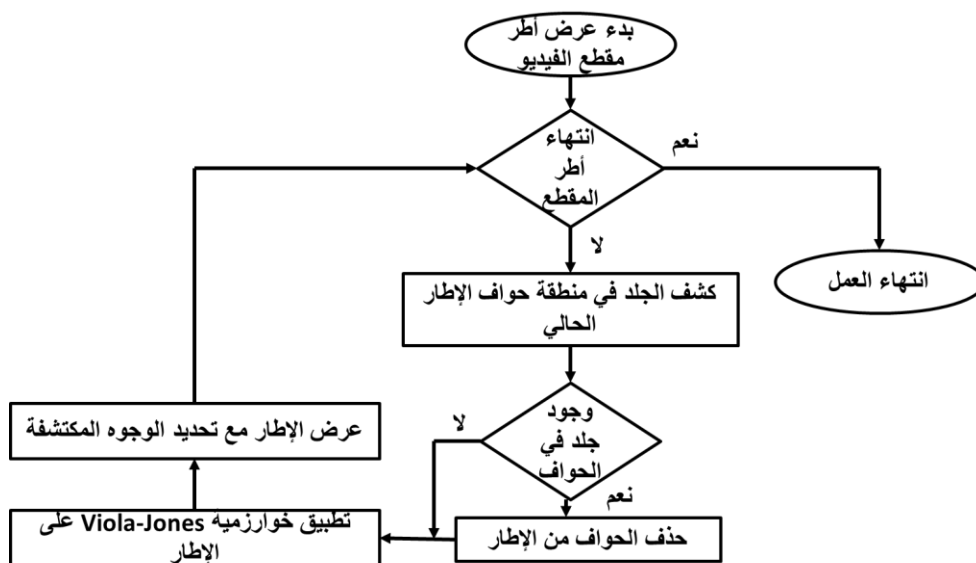 بدء عرض أطر
مقطع الفيديو
انتهاء
أطر
المقطع
نعم
لا
انتهاء العمل
كشف الجلد في منطقة حواف الإطار
الحالي
وجود
جلد في
الحواف
لا
نعم
حذف الحواف من الإطار
تطبيق خوارزمية Viola-Jones على
الإطار
عرض الإطار مع تحديد الوجوه المكتشفة